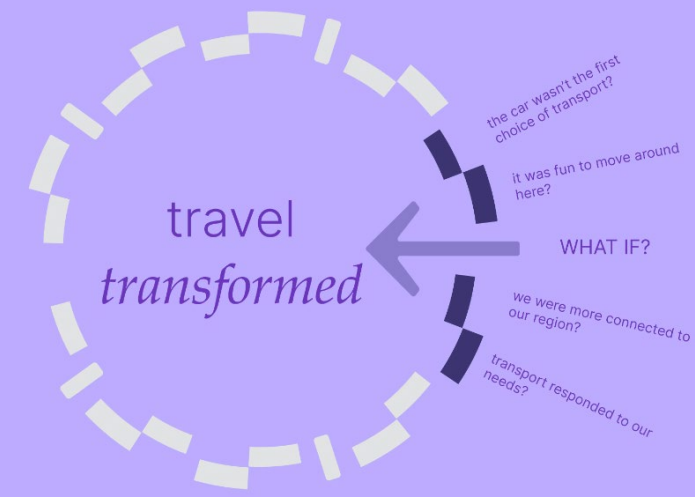 travel
transformed
the car wasn't the first
choice of transport?
it was fun to move around
here?
WHAT IF?
we were more connected to
our region?
transport responded to our
needs?